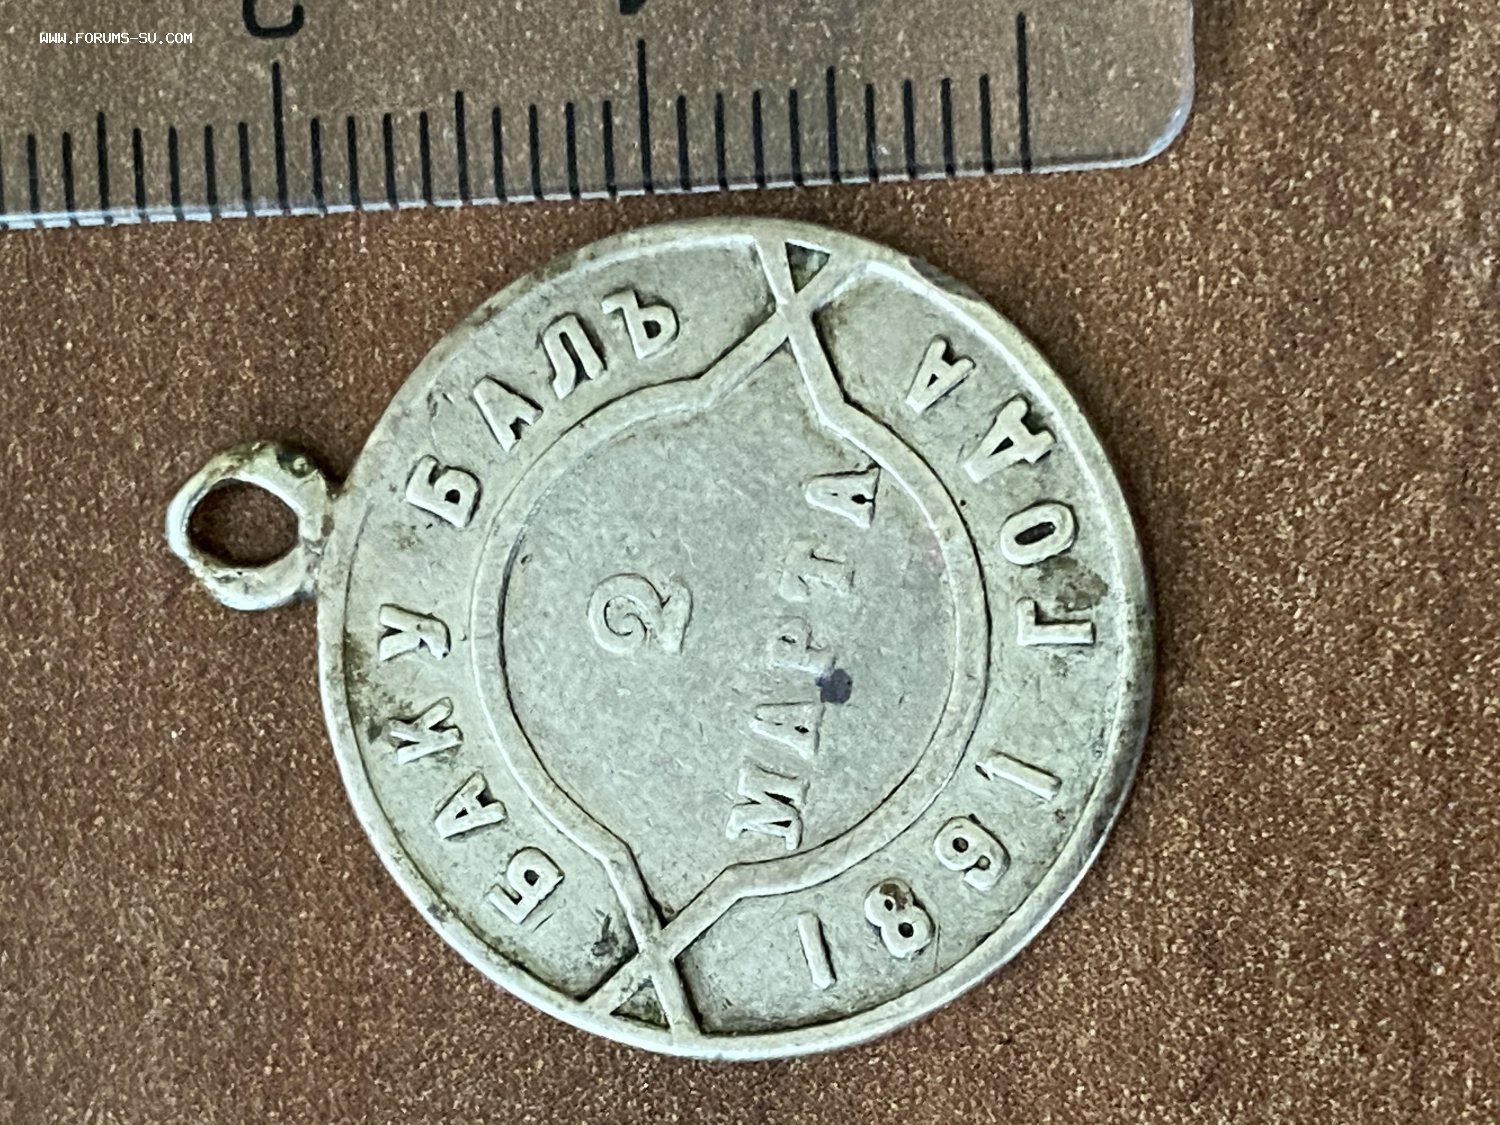 WWW.FORUMS-SU.COM
БАКУ БАЛЪ
2
МАРТА
1891 ГОДА